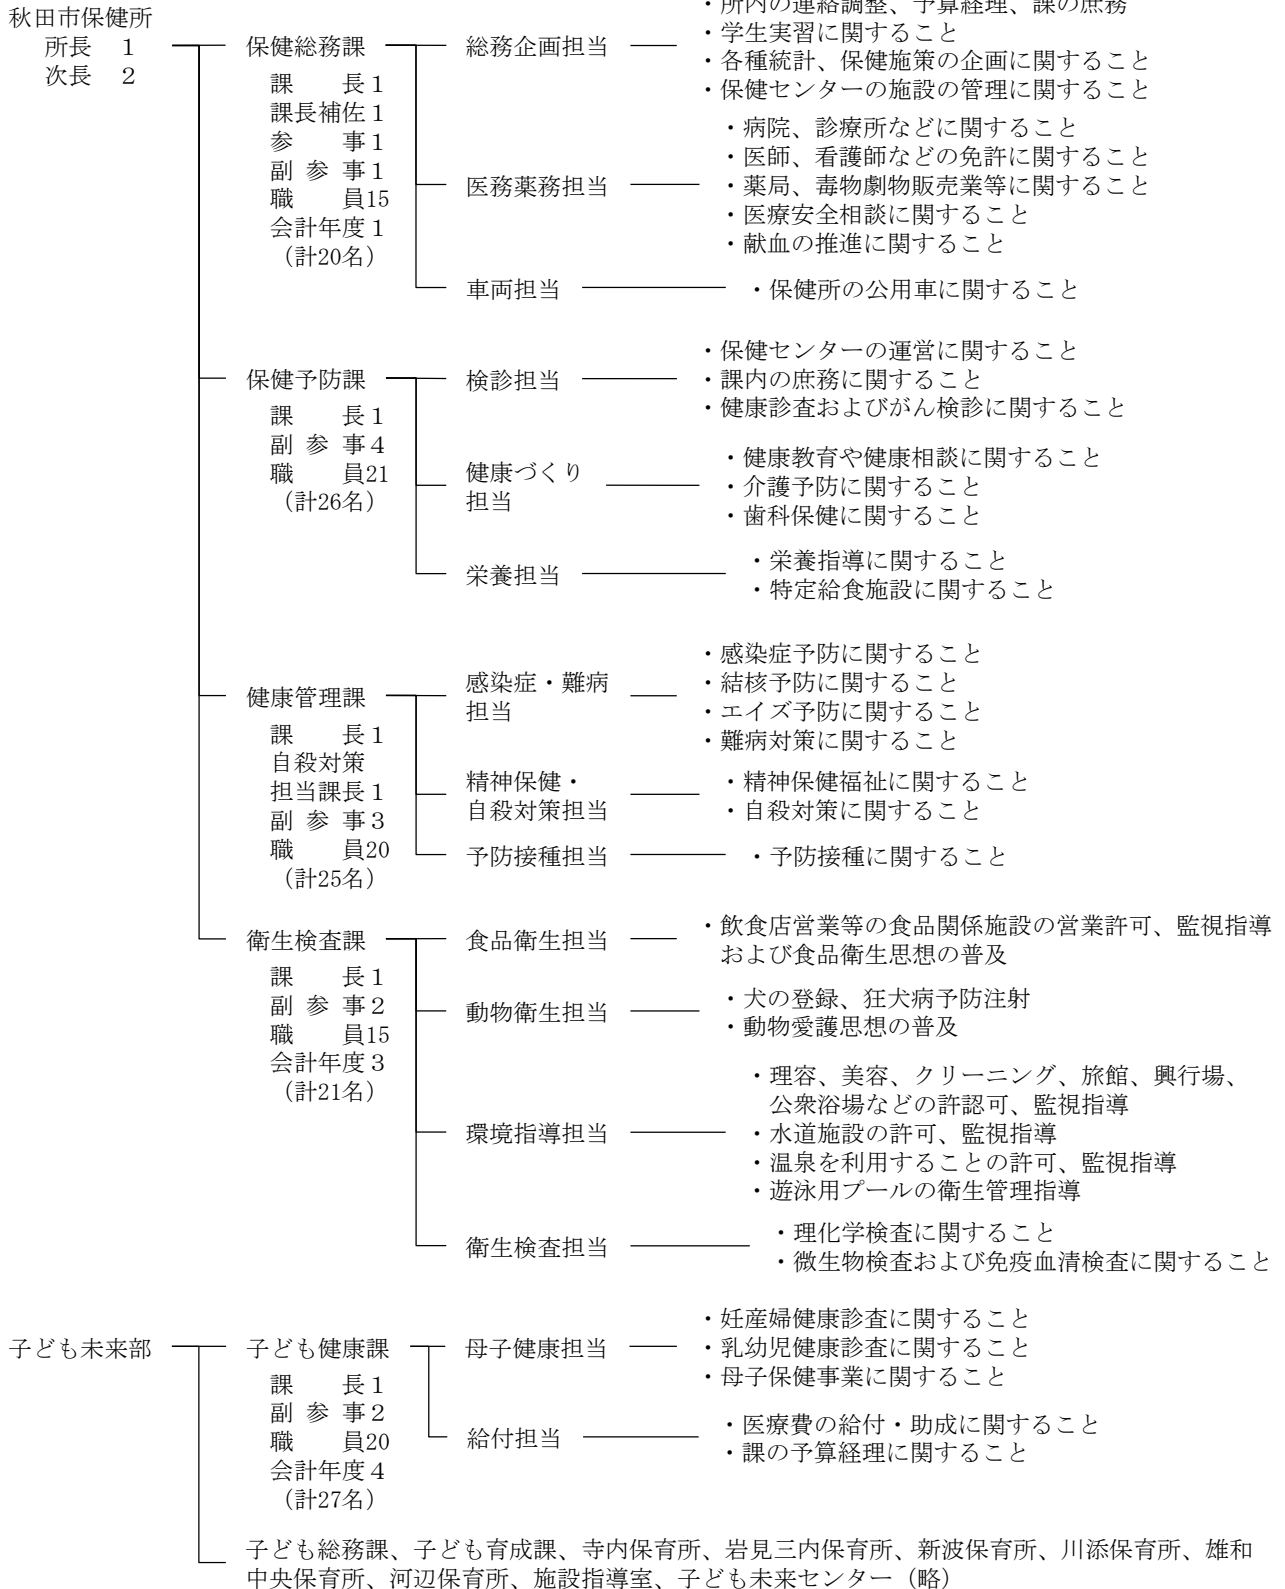 ・所内の連絡調整、予算経理、課の庶務
秋田市保健所
所長　1
次長　2
保健総務課
課　　長1
課長補佐1
参　　事1
副 参 事1
職　　員15
会計年度1
（計20名）
総務企画担当
・学生実習に関すること
・各種統計、保健施策の企画に関すること
・保健センターの施設の管理に関すること
医務薬務担当
・病院、診療所などに関すること
・医師、看護師などの免許に関すること
・薬局、毒物劇物販売業等に関すること
・医療安全相談に関すること
・献血の推進に関すること
車両担当
・保健所の公用車に関すること
保健予防課
課　　長1
副 参 事4
職　　員21
（計26名）
検診担当
・保健センターの運営に関すること
・課内の庶務に関すること
・健康診査およびがん検診に関すること
健康づくり
担当
・健康教育や健康相談に関すること
・介護予防に関すること
・歯科保健に関すること
栄養担当
・栄養指導に関すること
・特定給食施設に関すること
健康管理課
課　　長1
自殺対策
担当課長1
副 参 事3
職　　員20
（計25名）
感染症・難病
担当
・感染症予防に関すること
・結核予防に関すること
・エイズ予防に関すること
・難病対策に関すること
精神保健・
自殺対策担当
・精神保健福祉に関すること
・自殺対策に関すること
予防接種担当
・予防接種に関すること
衛生検査課
課　　長1
副 参 事2
職　　員15
会計年度3
（計21名）
食品衛生担当
・飲食店営業等の食品関係施設の営業許可、監視指導
および食品衛生思想の普及
動物衛生担当
・犬の登録、狂犬病予防注射
・動物愛護思想の普及
環境指導担当
・理容、美容、クリーニング、旅館、興行場、
公衆浴場などの許認可、監視指導
・水道施設の許可、監視指導
・温泉を利用することの許可、監視指導
・遊泳用プールの衛生管理指導
衛生検査担当
・理化学検査に関すること
・微生物検査および免疫血清検査に関すること
子ども未来部
子ども健康課
課　　長1
副 参 事2
職　　員20
会計年度4
（計27名）
母子健康担当
・妊産婦健康診査に関すること
・乳幼児健康診査に関すること
・母子保健事業に関すること
給付担当
・医療費の給付・助成に関すること
・課の予算経理に関すること
子ども総務課、子ども育成課、寺内保育所、岩見三内保育所、新波保育所、川添保育所、雄和
中央保育所、河辺保育所、施設指導室、子ども未来センター（略）